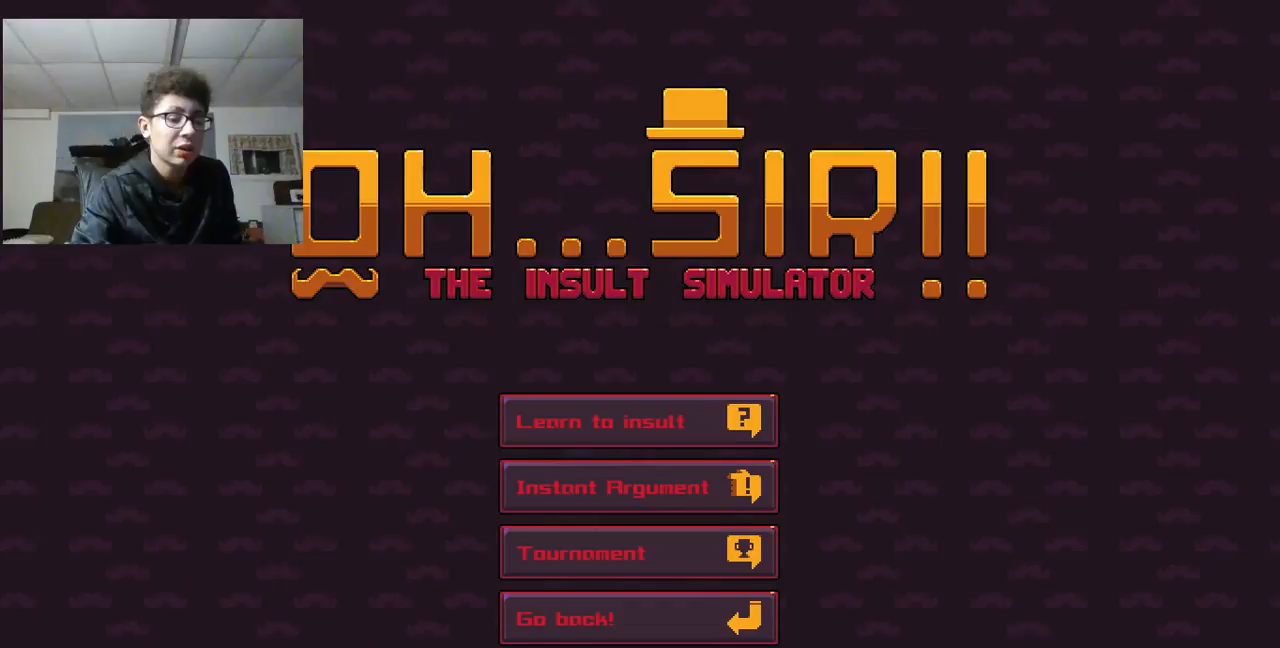 OH...SIR!!
THE INSULT SIMULATOR
Learn to insult
Instant Argument
Tournament
Go back!